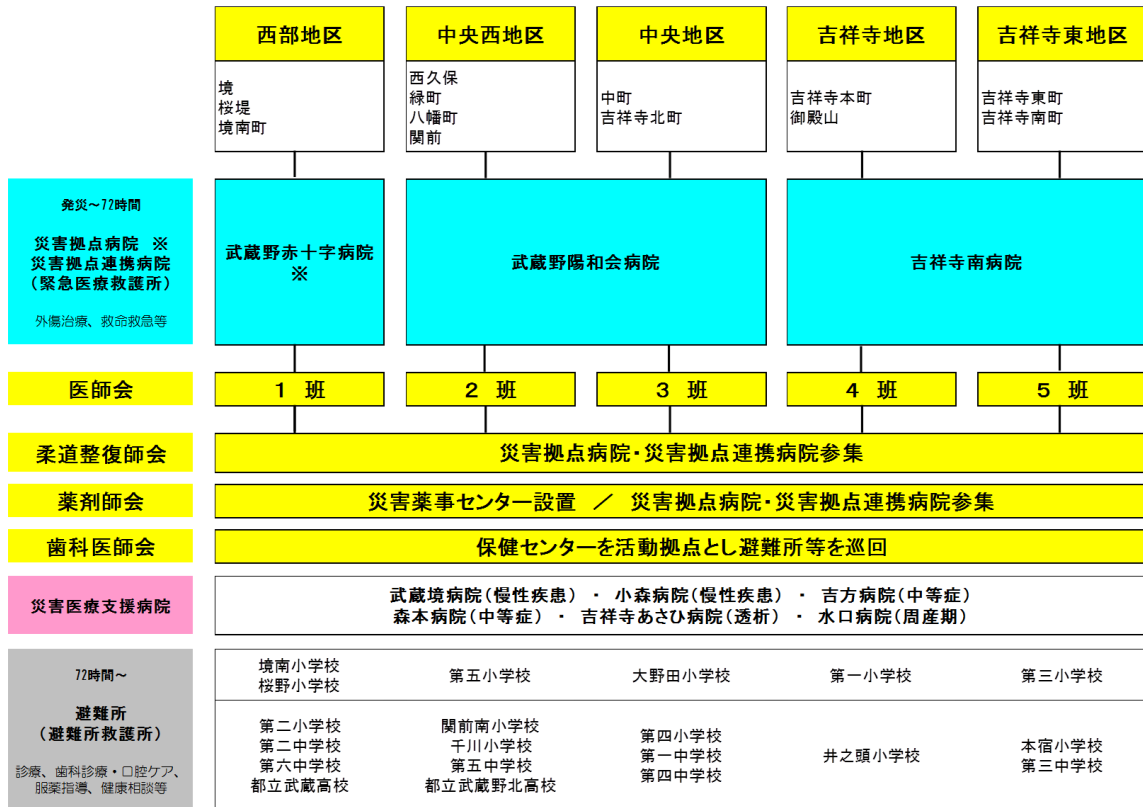 西部地区
中央西地区
中央地区
吉祥寺地区
吉祥寺東地区
境
桜堤
境南町
西久保
緑町
八幡町
関前
中町
吉祥寺北町
吉祥寺本町
御殿山
吉祥寺東町
吉祥寺南町
発災～72時間
災害拠点病院 ※
災害拠点連携病院
（緊急医療救護所）
外傷治療、救命救急等
武蔵野赤十字病院
※
武蔵野陽和会病院
吉祥寺南病院
医師会
1 班
2 班
3 班
4 班
5 班
柔道整復師会
災害拠点病院・災害拠点連携病院参集
薬剤師会
災害薬事センター設置 ／ 災害拠点病院・災害拠点連携病院参集
歯科医師会
保健センターを活動拠点とし避難所等を巡回
災害医療支援病院
武蔵境病院（慢性疾患） ・ 小森病院（慢性疾患） ・ 吉方病院（中等症）
森本病院（中等症） ・ 吉祥寺あさひ病院（透析） ・ 水口病院（周産期）
72時間～
避難所
（避難所救護所）
診療、歯科診療・口腔ケア、
服薬指導、健康相談等
境南小学校
桜野小学校
第五小学校
大野田小学校
第一小学校
第三小学校
第二小学校
第二中学校
第六中学校
都立武蔵高校
関前南小学校
千川小学校
第五中学校
都立武蔵野北高校
第四小学校
第一中学校
第四中学校
井之頭小学校
本宿小学校
第三中学校